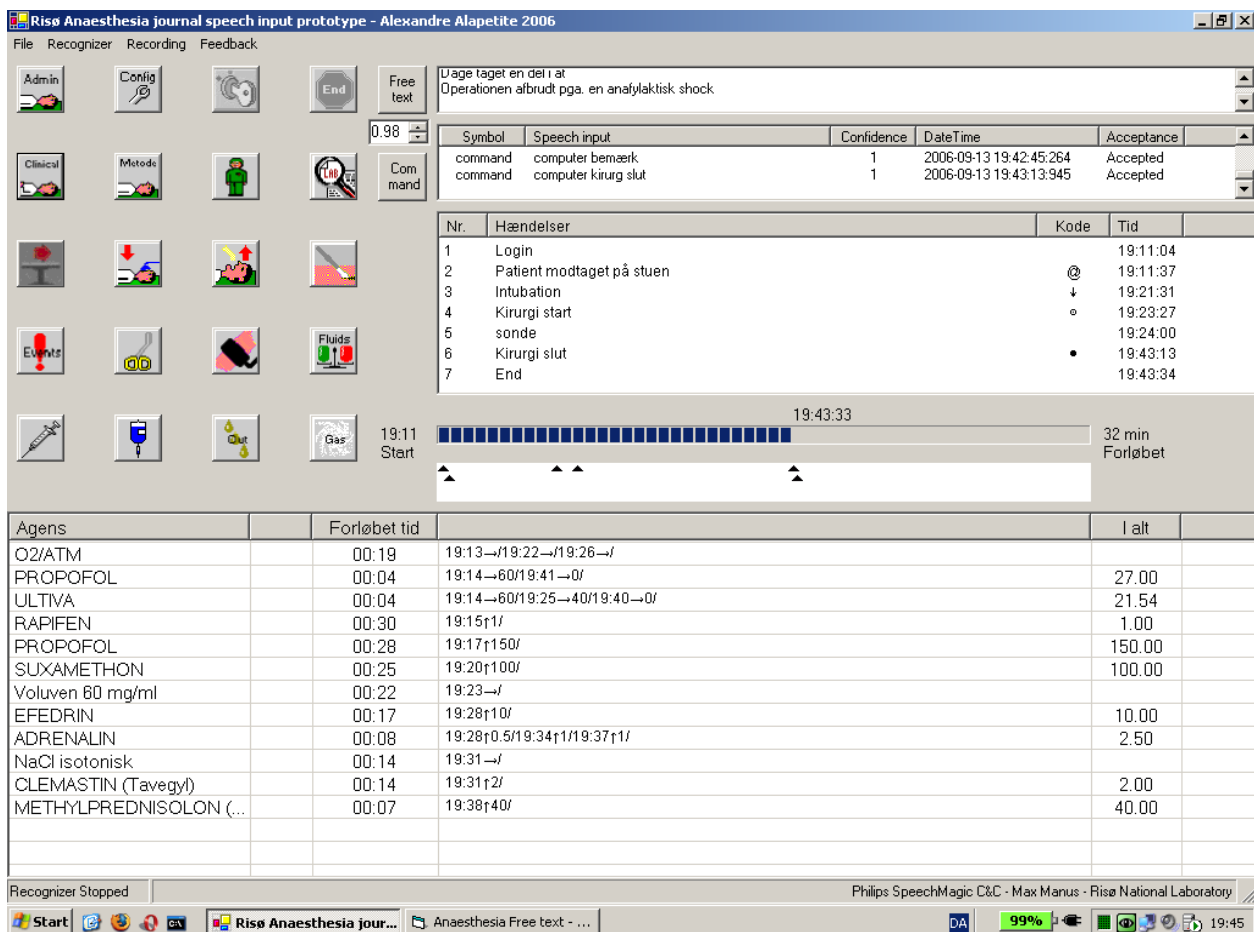 Risø Anaesthesia journal speech input prototype - Alexandre Alapetite 2006
File Recognizer Recording Feedback
Admin
Config
End
Free text
Dage taget en del i at
Operationen afbrudt pga. en anafylaktisk shock
0.98
Symbol Speech input Confidence DateTime Acceptance
command computer bemærk 1 2006-09-13 19:42:45:264 Accepted
command computer kirurg slut 1 2006-09-13 19:43:13:945 Accepted
Clinical
Metode
LAB
Com
mand
Nr. Hændelser Kode Tid
1 Login 19:11:04
2 Patient modtaget på stuen @ 19:11:37
3 Intubation ↓ 19:21:31
4 Kirurgi start ⊙ 19:23:27
5 sonde 19:24:00
6 Kirurgi slut ● 19:43:13
7 End 19:43:34
Events
Fluids
Out
Gas
19:43:33
19:11
Start
32 min
Forløbet
Agens Forløbet tid I alt
O2/ATM 00:19 19:13→/19:22→/19:26→/
PROPOFOL 00:04 19:14→60/19:41→0/ 27.00
ULTIVA 00:04 19:14→60/19:25→40/19:40→0/ 21.54
RAPIFEN 00:30 19:15↑1/ 1.00
PROPOFOL 00:28 19:17↑150/ 150.00
SUXAMETHON 00:25 19:20↑100/ 100.00
Voluven 60 mg/ml 00:22 19:23→/
EFEDRIN 00:17 19:28↑10/ 10.00
ADRENALIN 00:08 19:28↑0.5/19:34↑1/19:37↑1/ 2.50
NaCl isotonisk 00:14 19:31→/
CLEMASTIN (Tavegyl) 00:14 19:31↑2/ 2.00
METHYLPREDNISOLON (... 00:07 19:38↑40/ 40.00
Recognizer Stopped
Philips SpeechMagic C&C - Max Manus - Risø National Laboratory
Start
Risø Anaesthesia jour...
Anaesthesia Free text - ...
DA
99%
19:45